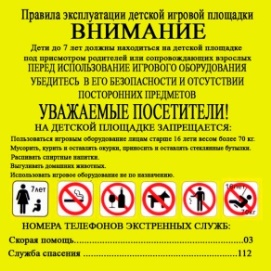 Правила эксплуатации детской игровой площадки
ВНИМАНИЕ
Дети до 7 лет должны находиться на детской площадке
под присмотром родителей или сопровождающих взрослых
ПЕРЕД ИСПОЛЬЗОВАНИЕ ИГРОВОГО ОБОРУДОВАНИЯ
УБЕДИТЕСЬ В ЕГО БЕЗОПАСНОСТИ И ОТСУТСТВИИ
ПОСТОРОННИХ ПРЕДМЕТОВ
УВАЖАЕМЫЕ ПОСЕТИТЕЛИ!
НА ДЕТСКОЙ ПЛОЩАДКЕ ЗАПРЕЩАЕТСЯ:
Пользоваться игровым оборудование лицам старше 16 лети весом более 70 кг.
Мусорить, курить и оставлять окурки, приносить и оставлять стеклянные бутылки.
Распивать спиртные напитки.
Выгуливать домашних животных.
Использовать игровое оборудование не по назначению.
7лет
НОМЕРА ТЕЛЕФОНОВ ЭКСТРЕННЫХ СЛУЖБ:
Скорая помощь...03
Служба спасения ...112